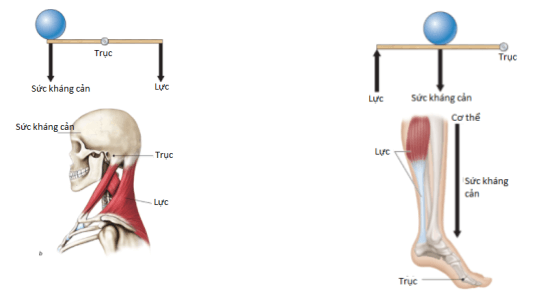 Trục
Sức kháng cản
Lực
Sức kháng cản
Trục
Lực
b
Trục
Lực
Sức kháng cản
Cơ thể
Lực
Sức kháng
cản
Trục